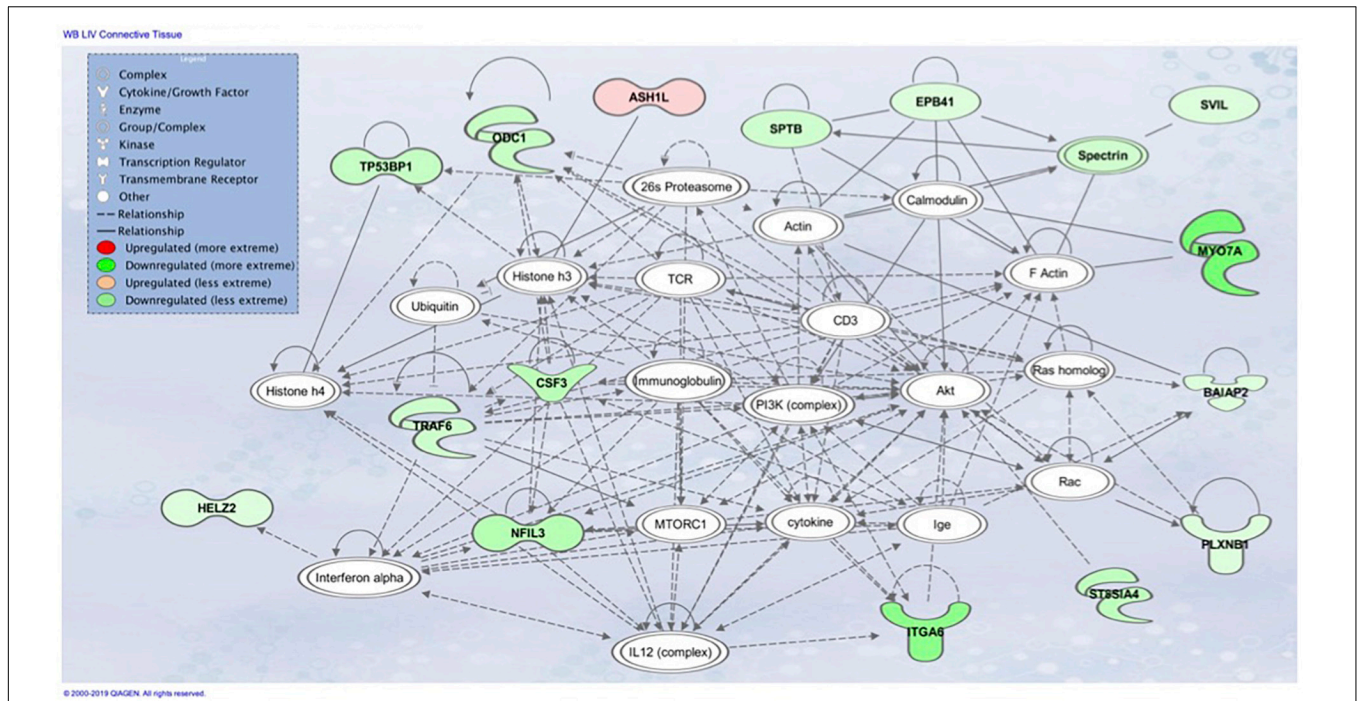 WB LIV Connective Tissue
Legend
Complex
Cytokine/Growth Factor
Enzyme
Group/Complex
Kinase
Transcription Regulator
Transmembrane Receptor
Other
Relationship
Relationship
Upregulated (more extreme)
Downregulated (more extreme)
Upregulated (less extreme)
Downregulated (less extreme)
ASH1L
EPB41
SVIL
ODC1
SPTB
TP53BP1
Spectrin
26s Proteasome
Calmodulin
Actin
MYO7A
Histone h3
TCR
F Actin
Ubiquitin
CD3
Histone h4
CSF3
Immunoglobulin
Akt
Ras homolog
BAIAP2
PI3K (complex)
TRAF6
Rac
HELZ2
NFIL3
MTORC1
cytokine
Ige
PLXNB1
Interferon alpha
ST8SIA4
ITGA6
IL12 (complex)
© 2000-2019 QIAGEN. All rights reserved.